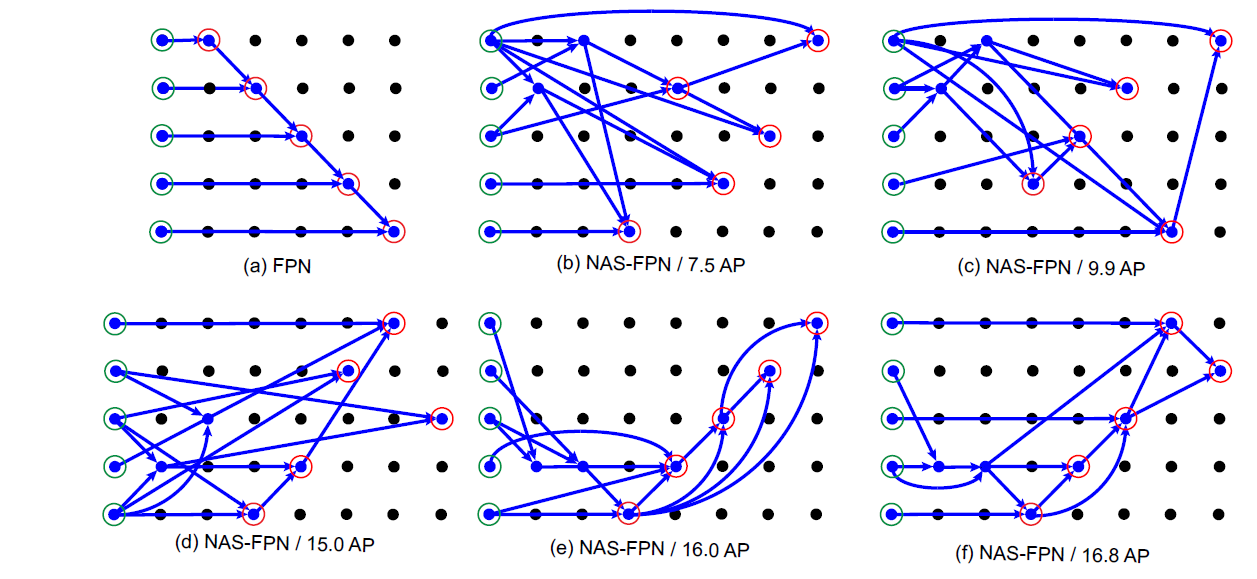 (a) FPN
(b) NAS-FPN / 7.5 AP
(c) NAS-FPN / 9.9 AP
(d) NAS-FPN / 15.0 AP
(e) NAS-FPN / 16.0 AP
(f) NAS-FPN / 16.8 AP